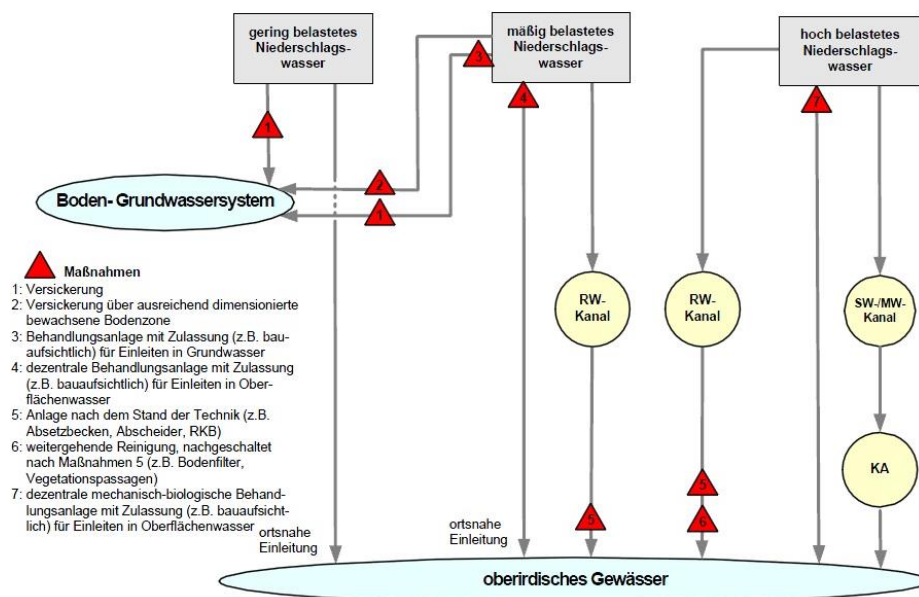 gering belastetes
Niederschlags-
wasser
mäßig belastetes
Niederschlags-
wasser
hoch belastetes
Niederschlags-
wasser
3
4
7
1
2
1
Boden- Grundwassersystem
Maßnahmen
1: Versickerung
2: Versickerung über ausreichend dimensionierte
bewachsene Bodenzone
3: Behandlungsanlage mit Zulassung (z.B. bau-
aufsichtlich) für Einleiten in Grundwasser
4: dezentrale Behandlungsanlage mit Zulassung
(z.B. bauaufsichtlich) für Einleiten in Ober-
flächenwasser
5: Anlage nach dem Stand der Technik (z.B.
Absetzbecken, Abscheider, RKB)
6: weitergehende Reinigung, nachgeschaltet
nach Maßnahmen 5 (z.B. Bodenfilter,
Vegetationspassagen)
7: dezentrale mechanisch-biologische Behand-
lungsanlage mit Zulassung (z.B. bauaufsicht-
lich) für Einleiten in Oberflächenwasser
RW-
Kanal
RW-
Kanal
SW-/MW-
Kanal
KA
5
5
6
ortsnahe
Einleitung
ortsnahe
Einleitung
oberirdisches Gewässer